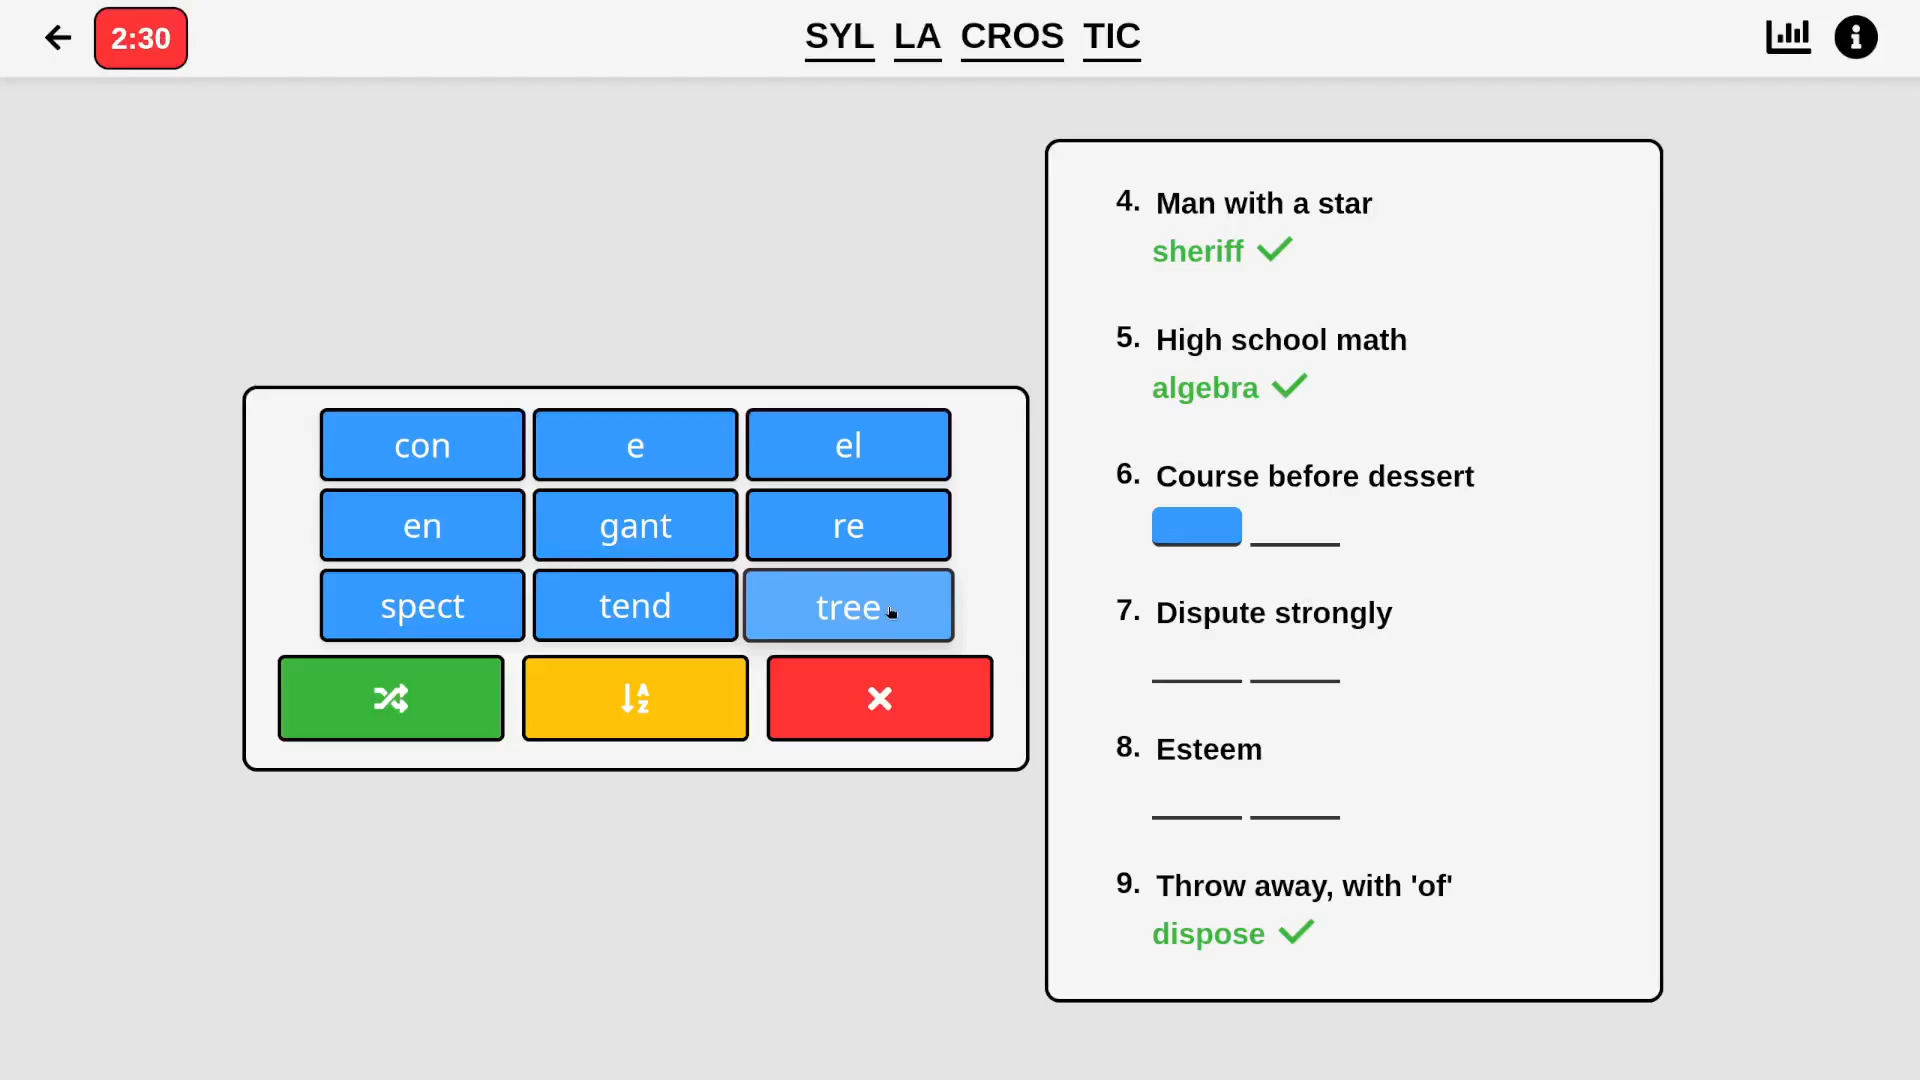 2:30
SYL LA CROS TIC
con e el
en gant re
spect tend tree
4. Man with a star
sheriff
5. High school math
algebra
6. Course before dessert
7. Dispute strongly
8. Esteem
9. Throw away, with 'of'
dispose